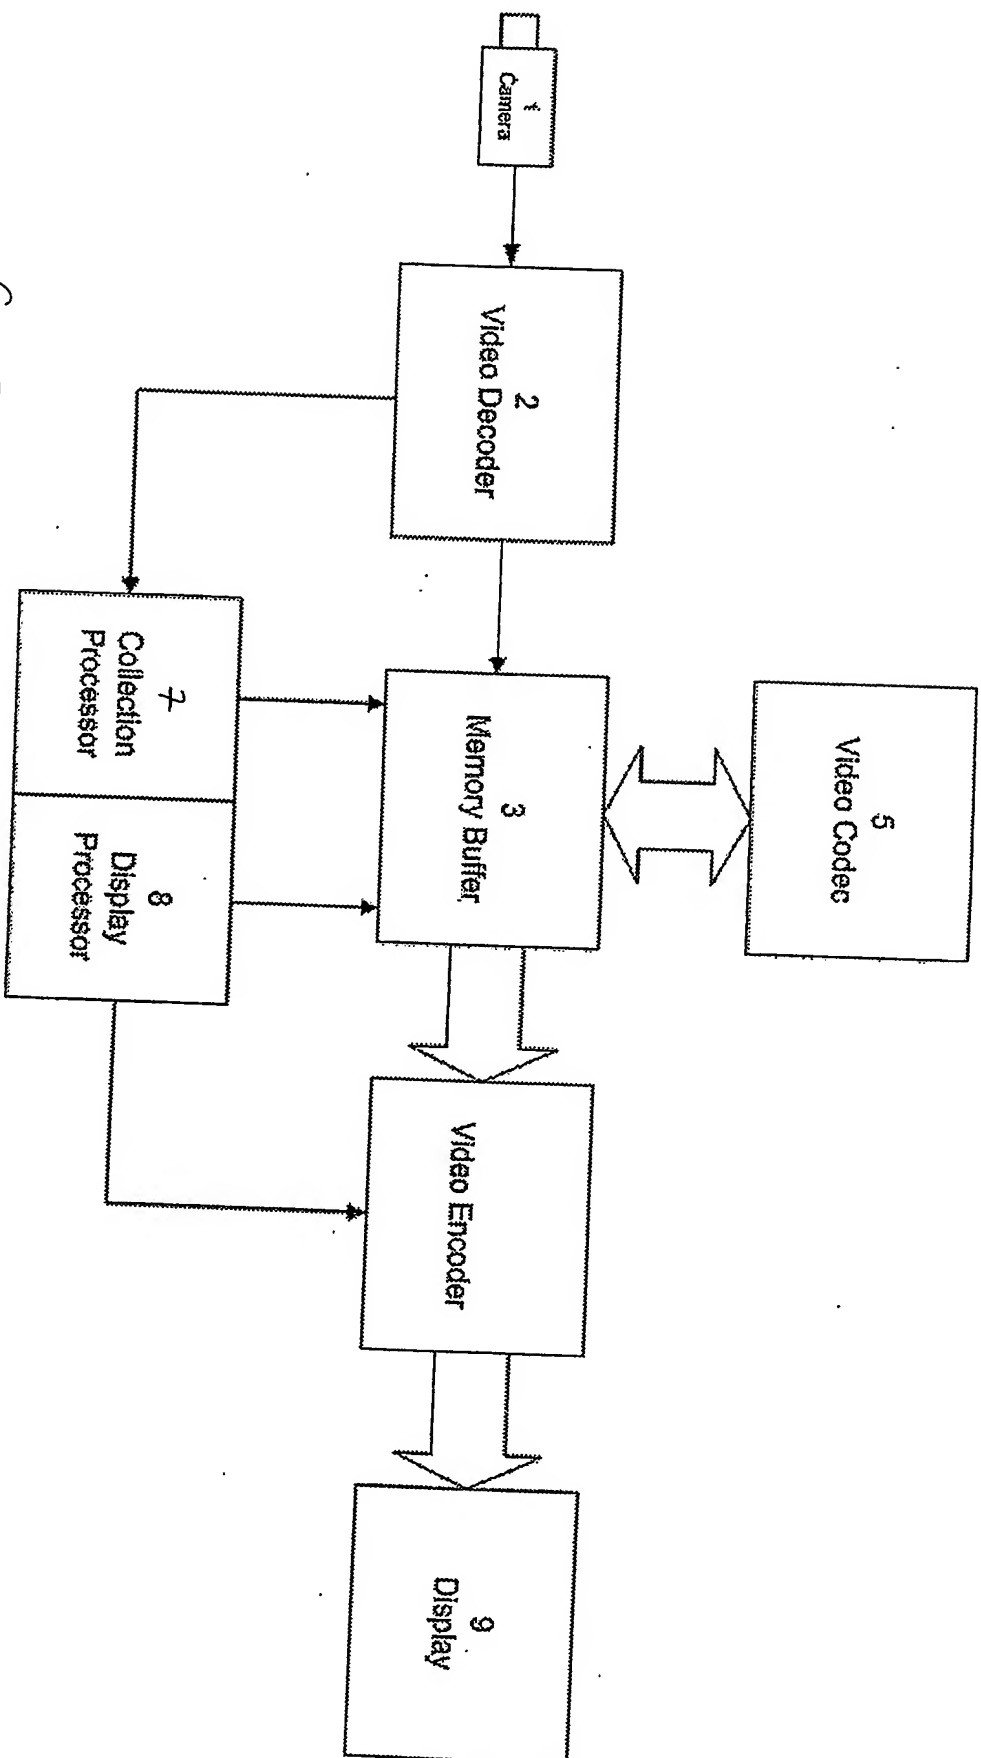 1
Camera
2
Video Decoder
5
Video Codec
3
Memory Buffer
7
Collection
Processor
8
Display
Processor
Video Encoder
9
Display